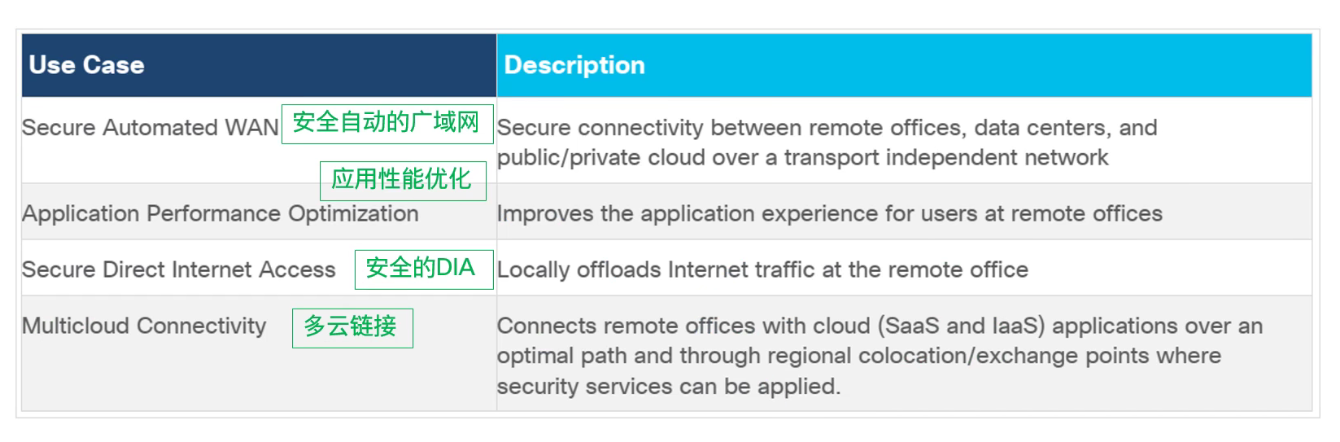 Use Case Description
Secure Automated WAN 安全自动的广域网 Secure connectivity between remote offices, data centers, and
public/private cloud over a transport independent network
应用性能优化
Application Performance Optimization Improves the application experience for users at remote offices
Secure Direct Internet Access 安全的DIA Locally offloads Internet traffic at the remote office
Multicloud Connectivity 多云链接 Connects remote offices with cloud (SaaS and IaaS) applications over an
optimal path and through regional colocation/exchange points where
security services can be applied.